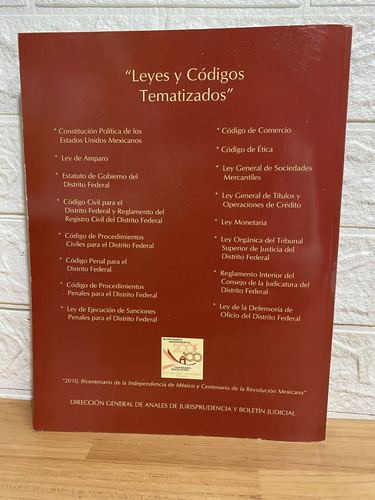 "Leyes y Códigos
Tematizados"
* Constitución Política de los
Estados Unidos Mexicanos
* Ley de Amparo
* Estatuto de Gobierno del
Distrito Federal
* Código Civil para el
Distrito Federal y Reglamento del
Registro Civil del Distrito Federal
* Código de Procedimientos
Civiles para el Distrito Federal
* Código Penal para el
Distrito Federal
* Código de Procedimientos
Penales para el Distrito Federal
* Ley de Ejecución de Sanciones
Penales para el Distrito Federal
* Código de Comercio
* Código de Ética
* Ley General de Sociedades
Mercantiles
* Ley General de Títulos y
Operaciones de Crédito
* Ley Monetaria
* Ley Orgánica del Tribunal
Superior de Justicia del
Distrito Federal
* Reglamento Interior del
Consejo de la Judicatura del
Distrito Federal
* Ley de la Defensoría de
Oficio del Distrito Federal
"2010, Bicentenario de la Independencia de México y Centenario de la Revolución Mexicana"
DIRECCIÓN GENERAL DE ANALES DE JURISPRUDENCIA Y BOLETÍN JUDICIAL